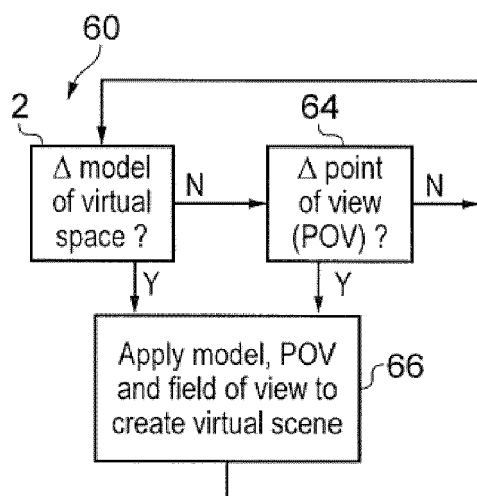 60
2
64
Δ model
of virtual
space ?
N
Δ point
of view
(POV) ?
N
Y
Y
Apply model, POV
and field of view to
create virtual scene
66